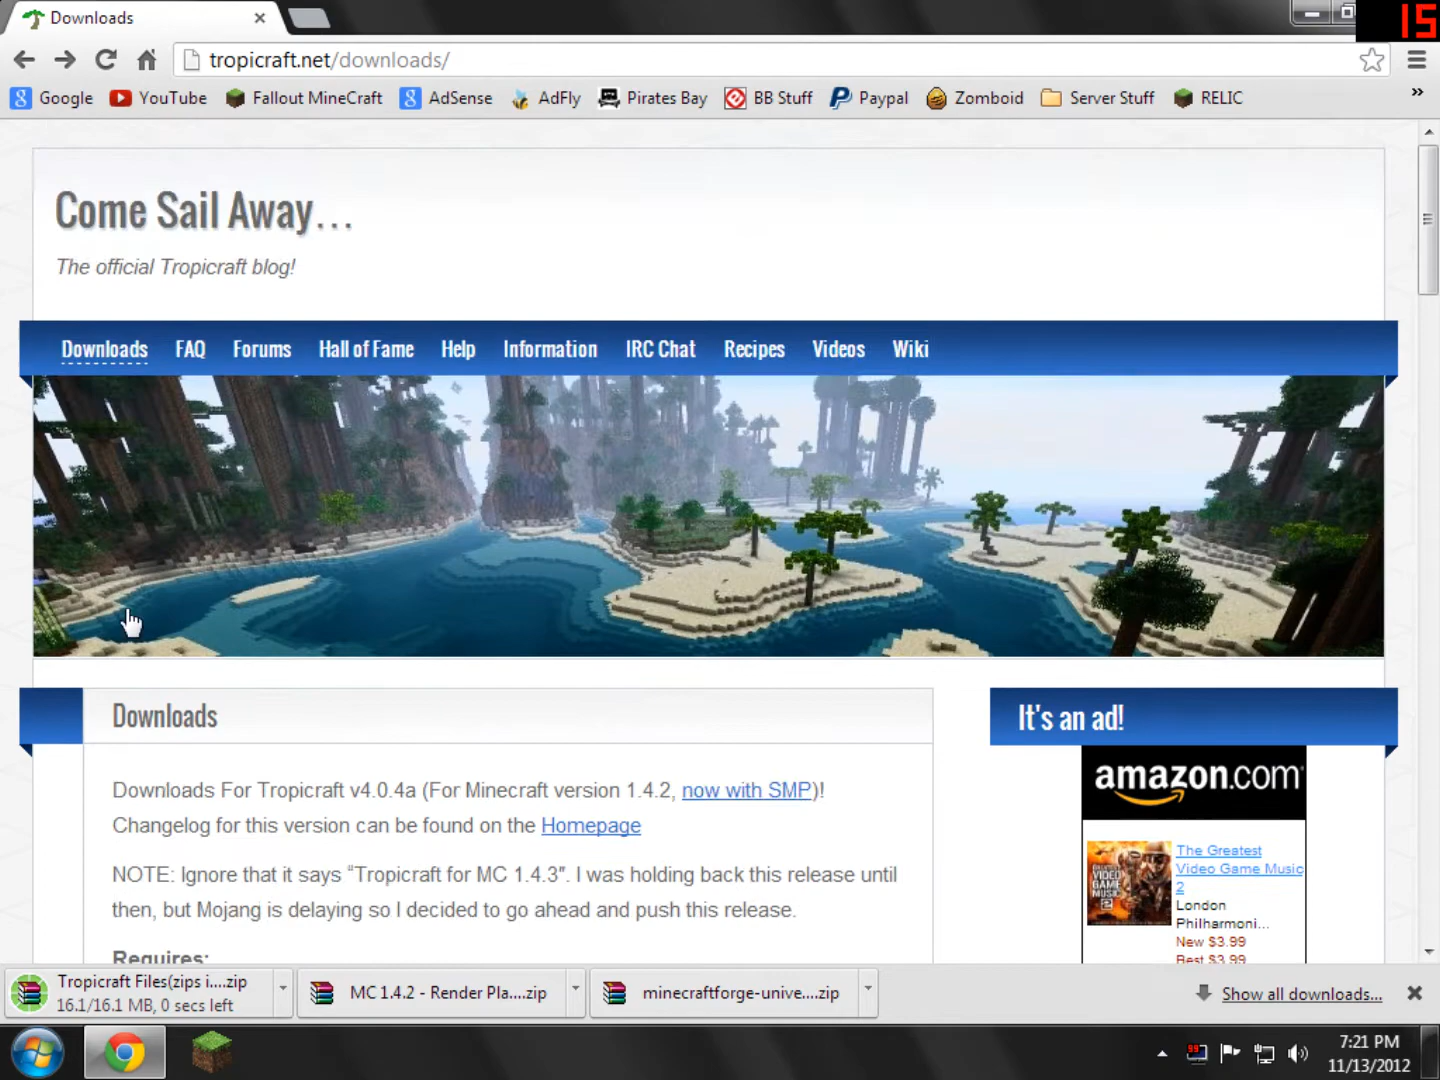 Downloads
15
tropicraft.net/downloads/
Google YouTube Fallout MineCraft AdSense AdFly Pirates Bay BB Stuff Paypal Zomboid Server Stuff RELIC »
Come Sail Away...
The official Tropicraft blog!
Downloads FAQ Forums Hall of Fame Help Information IRC Chat Recipes Videos Wiki
Downloads
It's an ad!
Downloads For Tropicraft v4.0.4a (For Minecraft version 1.4.2, now with SMP)!
Changelog for this version can be found on the Homepage
NOTE: Ignore that it says “Tropicraft for MC 1.4.3″. I was holding back this release until
then, but Mojang is delaying so I decided to go ahead and push this release.
Requires:
amazon.com
The Greatest
Video Game Music
2
London
Philharmoni...
New $3.99
Best $3.99
Tropicraft Files(zips i....zip
16.1/16.1 MB, 0 secs left
MC 1.4.2 - Render Pla....zip
minecraftforge-unive....zip
Show all downloads...
7:21 PM
11/13/2012